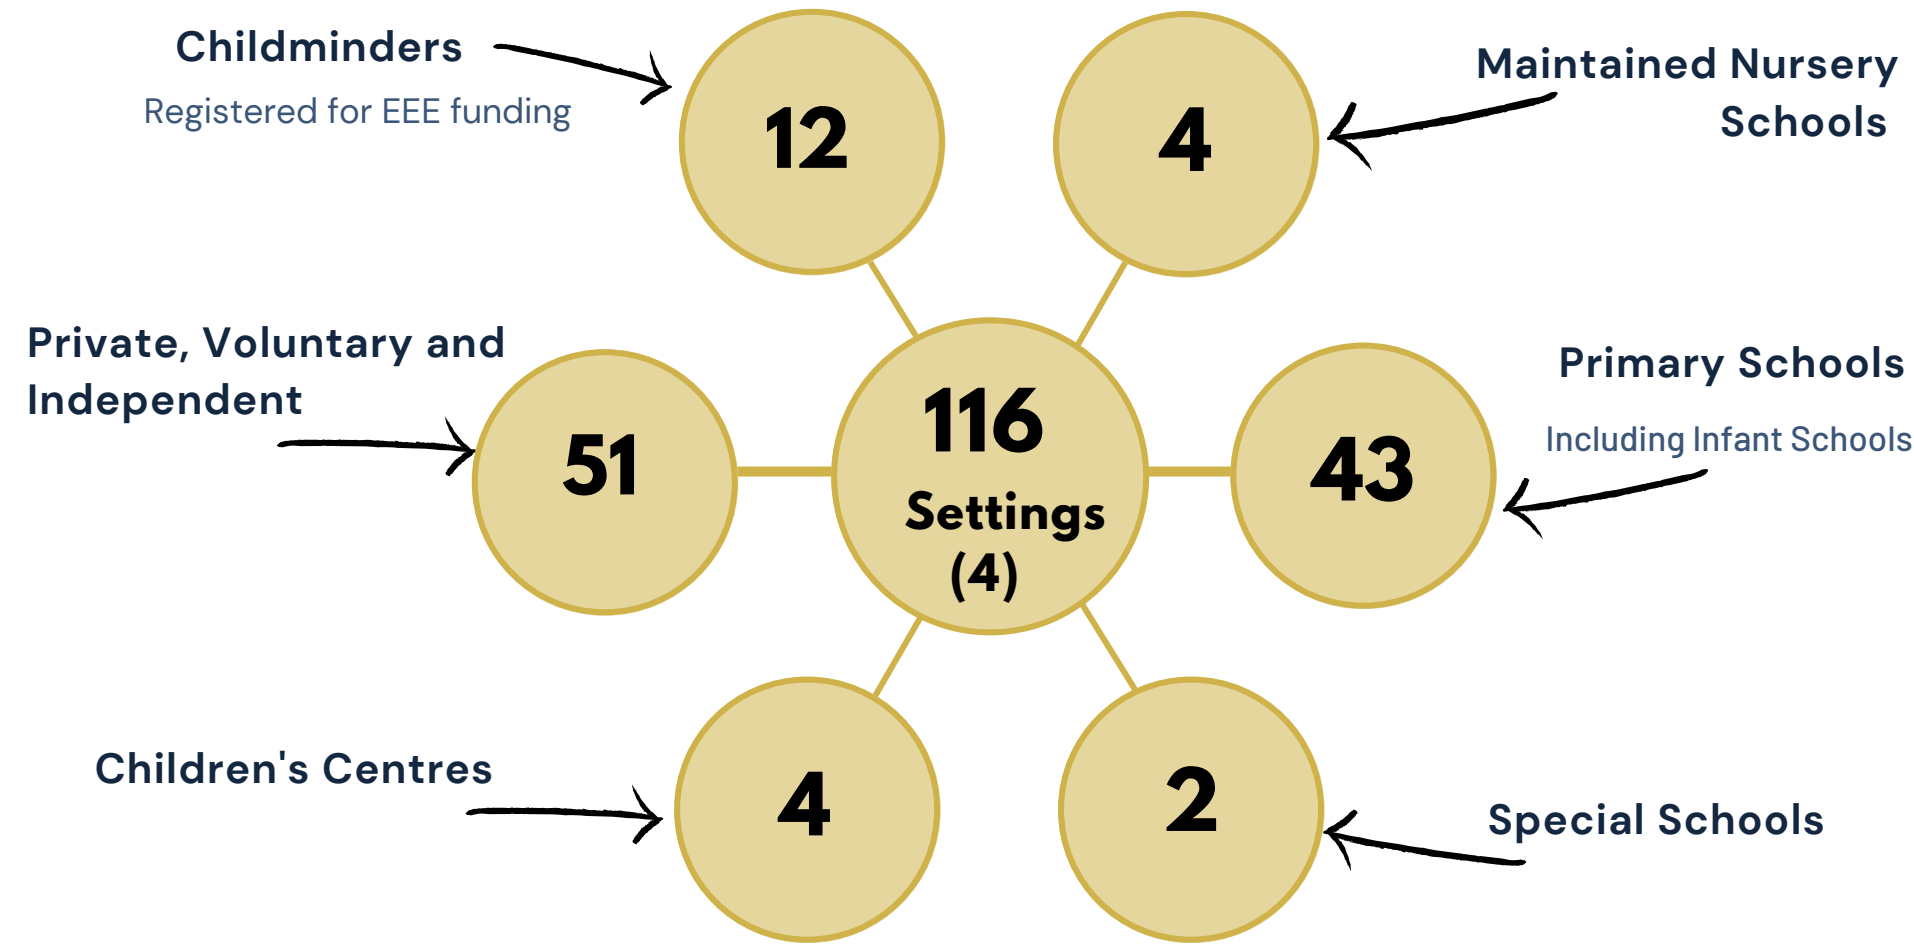 Childminders
Registered for EEE funding
12
4
Maintained Nursery
Schools
Private, Voluntary and
Independent
51
116
Settings
(4)
43
Primary Schools
Including Infant Schools
Children's Centres
4
2
Special Schools